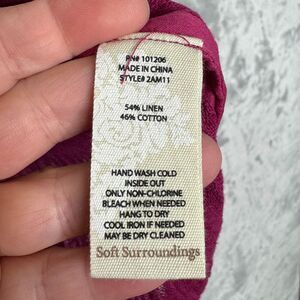 RN# 101206
MADE IN CHINA
STYLE# 2AM11
54% LINEN
46% COTTON
HAND WASH COLD
INSIDE OUT
ONLY NON-CHLORINE
BLEACH WHEN NEEDED
HANG TO DRY
COOL IRON IF NEEDED
MAY BE DRY CLEANED
Soft Surroundings